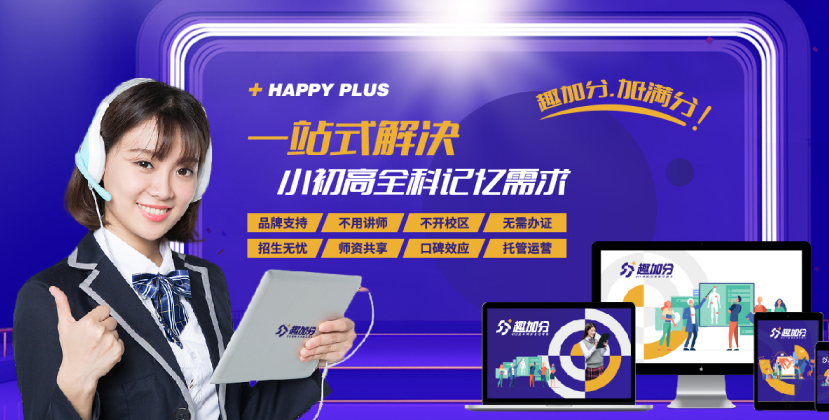 + HAPPY PLUS
趣加分.加满分!
一站式解决
小初高全科记忆需求
品牌支持 不用讲师 不开校区 无需办证
招生无忧 师资共享 口碑效应 托管运营
趣加分
趣加分
趣加分
趣加分